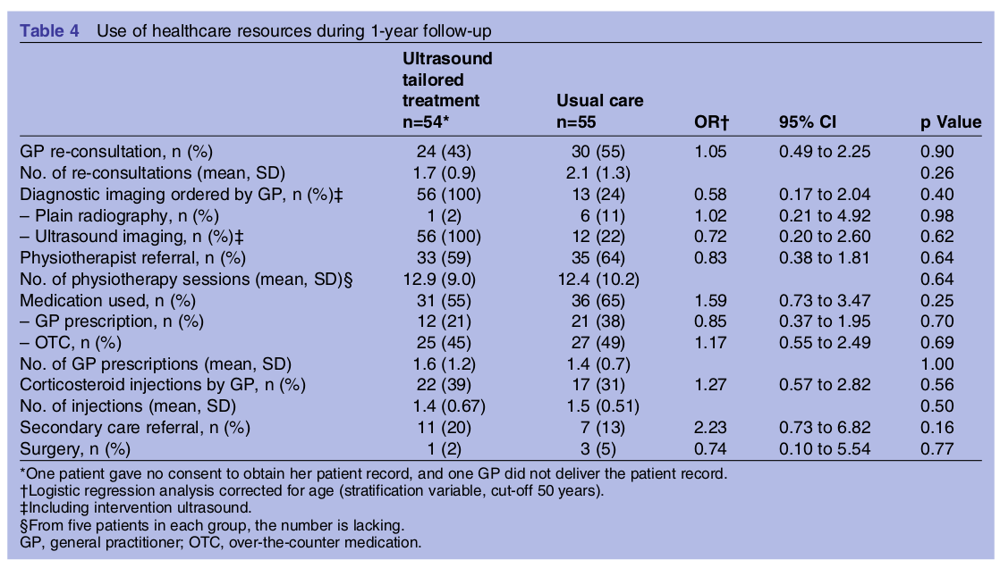 Table 4 Use of healthcare resources during 1-year follow-up
Ultrasound
tailored
treatment Usual care
n=54* n=55 OR† 95% CI p Value
GP re-consultation, n (%) 24 (43) 30 (55) 1.05 0.49 to 2.25 0.90
No. of re-consultations (mean, SD) 1.7 (0.9) 2.1 (1.3) 0.26
Diagnostic imaging ordered by GP, n (%)‡ 56 (100) 13 (24) 0.58 0.17 to 2.04 0.40
– Plain radiography, n (%) 1 (2) 6 (11) 1.02 0.21 to 4.92 0.98
– Ultrasound imaging, n (%)‡ 56 (100) 12 (22) 0.72 0.20 to 2.60 0.62
Physiotherapist referral, n (%) 33 (59) 35 (64) 0.83 0.38 to 1.81 0.64
No. of physiotherapy sessions (mean, SD)§ 12.9 (9.0) 12.4 (10.2) 0.64
Medication used, n (%) 31 (55) 36 (65) 1.59 0.73 to 3.47 0.25
– GP prescription, n (%) 12 (21) 21 (38) 0.85 0.37 to 1.95 0.70
– OTC, n (%) 25 (45) 27 (49) 1.17 0.55 to 2.49 0.69
No. of GP prescriptions (mean, SD) 1.6 (1.2) 1.4 (0.7) 1.00
Corticosteroid injections by GP, n (%) 22 (39) 17 (31) 1.27 0.57 to 2.82 0.56
No. of injections (mean, SD) 1.4 (0.67) 1.5 (0.51) 0.50
Secondary care referral, n (%) 11 (20) 7 (13) 2.23 0.73 to 6.82 0.16
Surgery, n (%) 1 (2) 3 (5) 0.74 0.10 to 5.54 0.77
*One patient gave no consent to obtain her patient record, and one GP did not deliver the patient record.
†Logistic regression analysis corrected for age (stratification variable, cut-off 50 years).
‡Including intervention ultrasound.
§From five patients in each group, the number is lacking.
GP, general practitioner; OTC, over-the-counter medication.